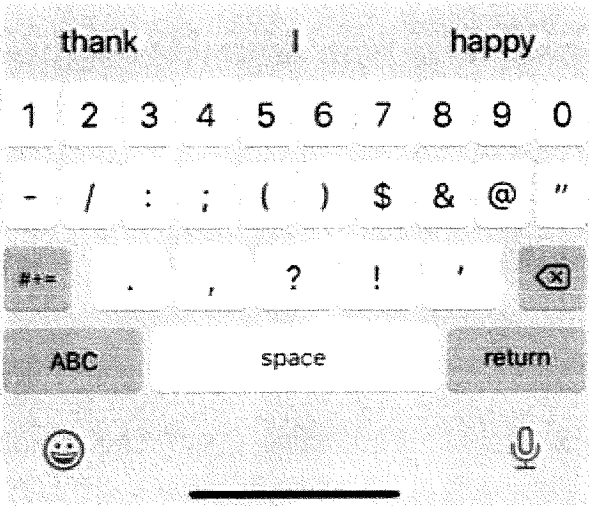 thank I happy
1 2 3 4 5 6 7 8 9 0
- / : ; ( ) $ & @ "
#+= . , ? ! '
ABC space return